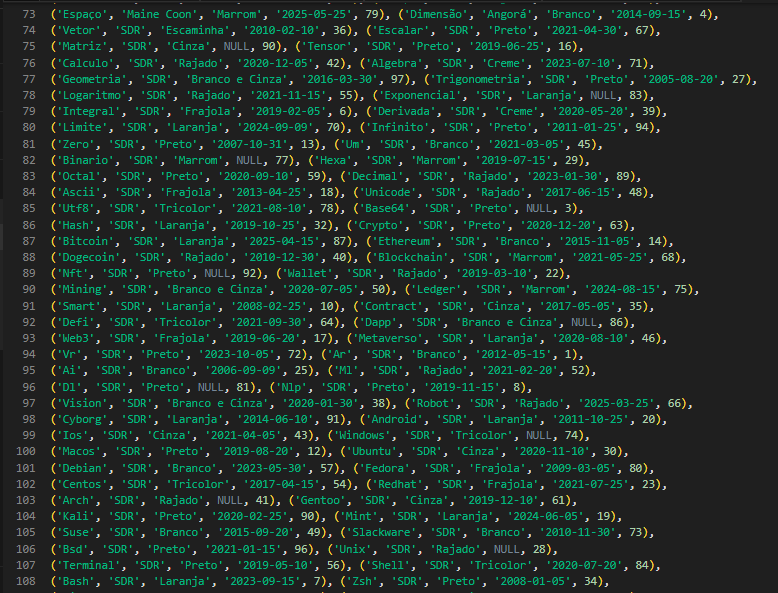 73 ('Espaço', 'Maine Coon', 'Marrom', '2025-05-25', 79), ('Dimensão', 'Angorá', 'Branco', '2014-09-15', 4),
74 ('Vetor', 'SDR', 'Escaminha', '2010-02-10', 36), ('Escalar', 'SDR', 'Preto', '2021-04-30', 67),
75 ('Matriz', 'SDR', 'Cinza', NULL, 90), ('Tensor', 'SDR', 'Preto', '2019-06-25', 16),
76 ('Calculo', 'SDR', 'Rajado', '2020-12-05', 42), ('Algebra', 'SDR', 'Creme', '2023-07-10', 71),
77 ('Geometria', 'SDR', 'Branco e Cinza', '2016-03-30', 97), ('Trigonometria', 'SDR', 'Preto', '2005-08-20', 27),
78 ('Logaritmo', 'SDR', 'Rajado', '2021-11-15', 55), ('Exponencial', 'SDR', 'Laranja', NULL, 83),
79 ('Integral', 'SDR', 'Frajola', '2019-02-05', 6), ('Derivada', 'SDR', 'Creme', '2020-05-20', 39),
80 ('Limite', 'SDR', 'Laranja', '2024-09-09', 70), ('Infinito', 'SDR', 'Preto', '2011-01-25', 94),
81 ('Zero', 'SDR', 'Preto', '2007-10-31', 13), ('Um', 'SDR', 'Branco', '2021-03-05', 45),
82 ('Binario', 'SDR', 'Marrom', NULL, 77), ('Hexa', 'SDR', 'Marrom', '2019-07-15', 29),
83 ('Octal', 'SDR', 'Preto', '2020-09-10', 59), ('Decimal', 'SDR', 'Rajado', '2023-01-30', 89),
84 ('Ascii', 'SDR', 'Frajola', '2013-04-25', 18), ('Unicode', 'SDR', 'Rajado', '2017-06-15', 48),
85 ('Utf8', 'SDR', 'Tricolor', '2021-08-10', 78), ('Base64', 'SDR', 'Preto', NULL, 3),
86 ('Hash', 'SDR', 'Laranja', '2019-10-25', 32), ('Crypto', 'SDR', 'Preto', '2020-12-20', 63),
87 ('Bitcoin', 'SDR', 'Laranja', '2025-04-15', 87), ('Ethereum', 'SDR', 'Branco', '2015-11-05', 14),
88 ('Dogecoin', 'SDR', 'Rajado', '2010-12-30', 40), ('Blockchain', 'SDR', 'Marrom', '2021-05-25', 68),
89 ('Nft', 'SDR', 'Preto', NULL, 92), ('Wallet', 'SDR', 'Rajado', '2019-03-10', 22),
90 ('Mining', 'SDR', 'Branco e Cinza', '2020-07-05', 50), ('Ledger', 'SDR', 'Marrom', '2024-08-15', 75),
91 ('Smart', 'SDR', 'Laranja', '2008-02-25', 10), ('Contract', 'SDR', 'Cinza', '2017-05-05', 35),
92 ('Defi', 'SDR', 'Tricolor', '2021-09-30', 64), ('Dapp', 'SDR', 'Branco e Cinza', NULL, 86),
93 ('Web3', 'SDR', 'Frajola', '2019-06-20', 17), ('Metaverso', 'SDR', 'Laranja', '2020-08-10', 46),
94 ('Vr', 'SDR', 'Preto', '2023-10-05', 72), ('Ar', 'SDR', 'Branco', '2012-05-15', 1),
95 ('Ai', 'SDR', 'Branco', '2006-09-09', 25), ('Ml', 'SDR', 'Rajado', '2021-02-20', 52),
96 ('Dl', 'SDR', 'Preto', NULL, 81), ('Nlp', 'SDR', 'Preto', '2019-11-15', 8),
97 ('Vision', 'SDR', 'Branco e Cinza', '2020-01-30', 38), ('Robot', 'SDR', 'Rajado', '2025-03-25', 66),
98 ('Cyborg', 'SDR', 'Laranja', '2014-06-10', 91), ('Android', 'SDR', 'Laranja', '2011-10-25', 20),
99 ('Ios', 'SDR', 'Cinza', '2021-04-05', 43), ('Windows', 'SDR', 'Tricolor', NULL, 74),
100 ('Macos', 'SDR', 'Preto', '2019-08-20', 12), ('Ubuntu', 'SDR', 'Cinza', '2020-11-10', 30),
101 ('Debian', 'SDR', 'Branco', '2023-05-30', 57), ('Fedora', 'SDR', 'Frajola', '2009-03-05', 80),
102 ('Centos', 'SDR', 'Tricolor', '2017-04-15', 54), ('Redhat', 'SDR', 'Frajola', '2021-07-25', 23),
103 ('Arch', 'SDR', 'Rajado', NULL, 41), ('Gentoo', 'SDR', 'Cinza', '2019-12-10', 61),
104 ('Kali', 'SDR', 'Preto', '2020-02-25', 90), ('Mint', 'SDR', 'Laranja', '2024-06-05', 19),
105 ('Suse', 'SDR', 'Branco', '2015-09-20', 49), ('Slackware', 'SDR', 'Branco', '2010-11-30', 73),
106 ('Bsd', 'SDR', 'Preto', '2021-01-15', 96), ('Unix', 'SDR', 'Rajado', NULL, 28),
107 ('Terminal', 'SDR', 'Preto', '2019-05-10', 56), ('Shell', 'SDR', 'Tricolor', '2020-07-20', 84),
108 ('Bash', 'SDR', 'Laranja', '2023-09-15', 7), ('Zsh', 'SDR', 'Preto', '2008-01-05', 34),